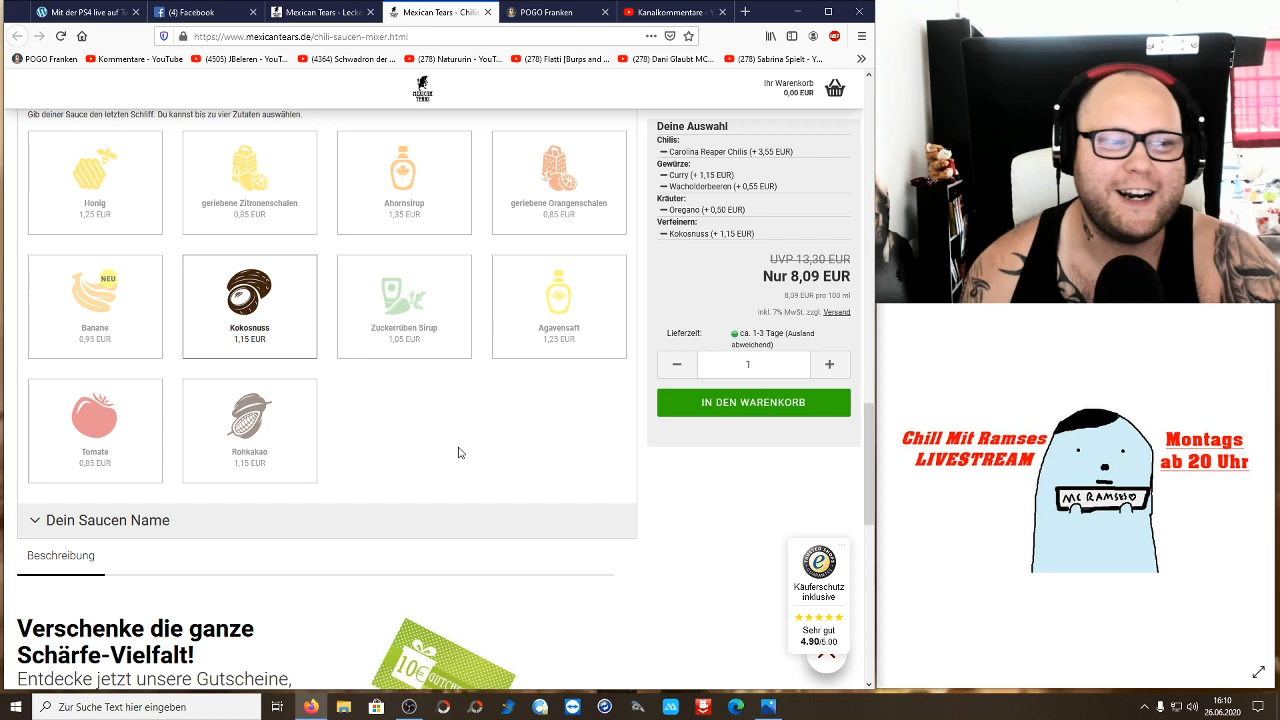 Mit der PS4 live auf T
(4) Facebook
Mexican Tears - Lecke
Mexican Tears - Chilis
POGO Franken
Kanalkommentare - Y
https://www.mexicantears.de/chili-saucen-mixer.html
POGO Franken
Kommentare - YouTube
(4505) JBeleren - YouT...
(4364) Schwadron der ...
(278) Natururinr - YouT...
(278) Flatti [Burps and ...
(278) Dani Glaubt MC...
(278) Sabrina Spielt - Y...
MEXICAN
TEARS
Ihr Warenkorb
0,00 EUR
Gib deiner Sauce den letzten Schliff. Du kannst bis zu vier Zutaten auswählen.
Honig
1,25 EUR
geriebene Zitronenschalen
0,85 EUR
Ahornsirup
1,35 EUR
geriebene Orangenschalen
0,85 EUR
NEU
Banane
0,95 EUR
Kokosnuss
1,15 EUR
Zuckerrüben Sirup
1,05 EUR
Agavensaft
1,25 EUR
Tomate
0,85 EUR
Rohkakao
1,15 EUR
Dein Saucen Name
Beschreibung
Verschenke die ganze
Schärfe-Vielfalt!
Entdecke jetzt unsere Gutscheine,
10€ GUTSCHE
Deine Auswahl
Chilis:
Carolina Reaper Chilis (+ 3,55 EUR)
Gewürze:
Curry (+ 1,15 EUR)
Wacholderbeeren (+ 0,55 EUR)
Kräuter:
Oregano (+ 0,50 EUR)
Verfeinern:
Kokosnuss (+ 1,15 EUR)
UVP 13,30 EUR
Nur 8,09 EUR
8,09 EUR pro 100 ml
inkl. 7% MwSt. zzgl. Versand
Lieferzeit:
ca. 1-3 Tage (Ausland
abweichend)
1
IN DEN WARENKORB
Käuferschutz
inklusive
Sehr gut
4.90/5.00
Chill Mit Ramses
LIVESTREAM
Montags
ab 20 Uhr
MC RAMSES
Zur Suche Text hier eingeben
16:10
26.06.2020